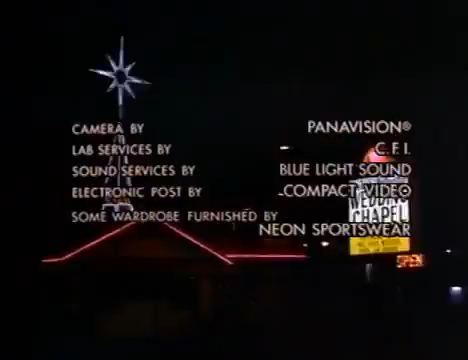 CAMERA BY PANAVISION®
LAB SERVICES BY C.F.I.
SOUND SERVICES BY BLUE LIGHT SOUND
ELECTRONIC POST BY COMPACT VIDEO
SOME WARDROBE FURNISHED BY
NEON SPORTSWEAR
WEDDING
CHAPEL
OPEN